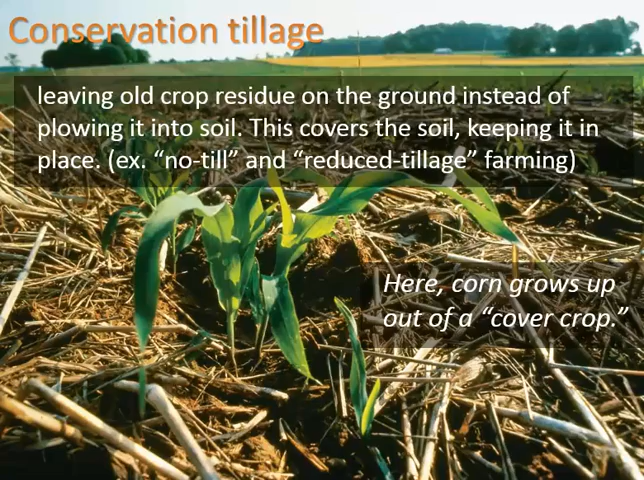 Conservation tillage
leaving old crop residue on the ground instead of
plowing it into soil. This covers the soil, keeping it in
place. (ex. “no-till” and “reduced-tillage” farming)
Here, corn grows up
out of a “cover crop.”